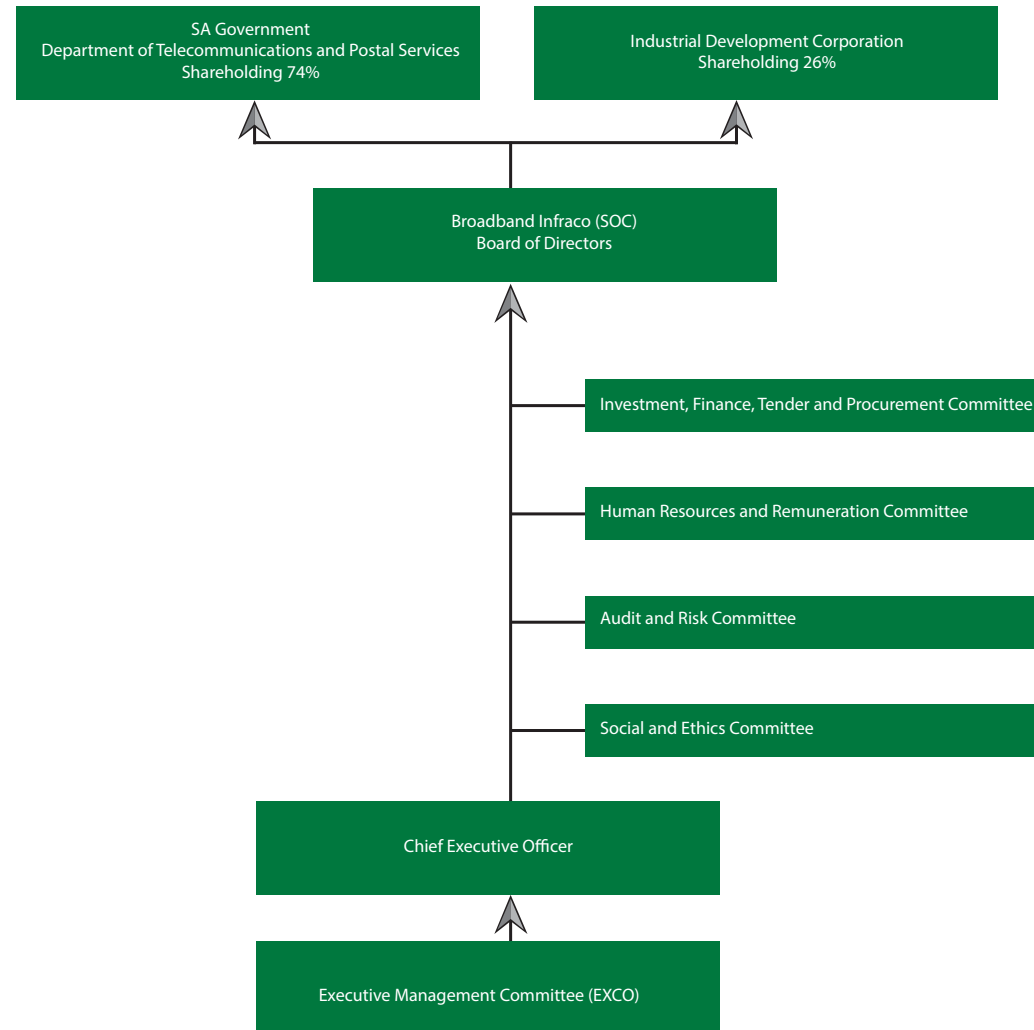 SA Government
Department of Telecommunications and Postal Services
Shareholding 74%
Industrial Development Corporation
Shareholding 26%
Broadband Infraco (SOC)
Board of Directors
Investment, Finance, Tender and Procurement Committee
Human Resources and Remuneration Committee
Audit and Risk Committee
Social and Ethics Committee
Chief Executive Officer
Executive Management Committee (EXCO)